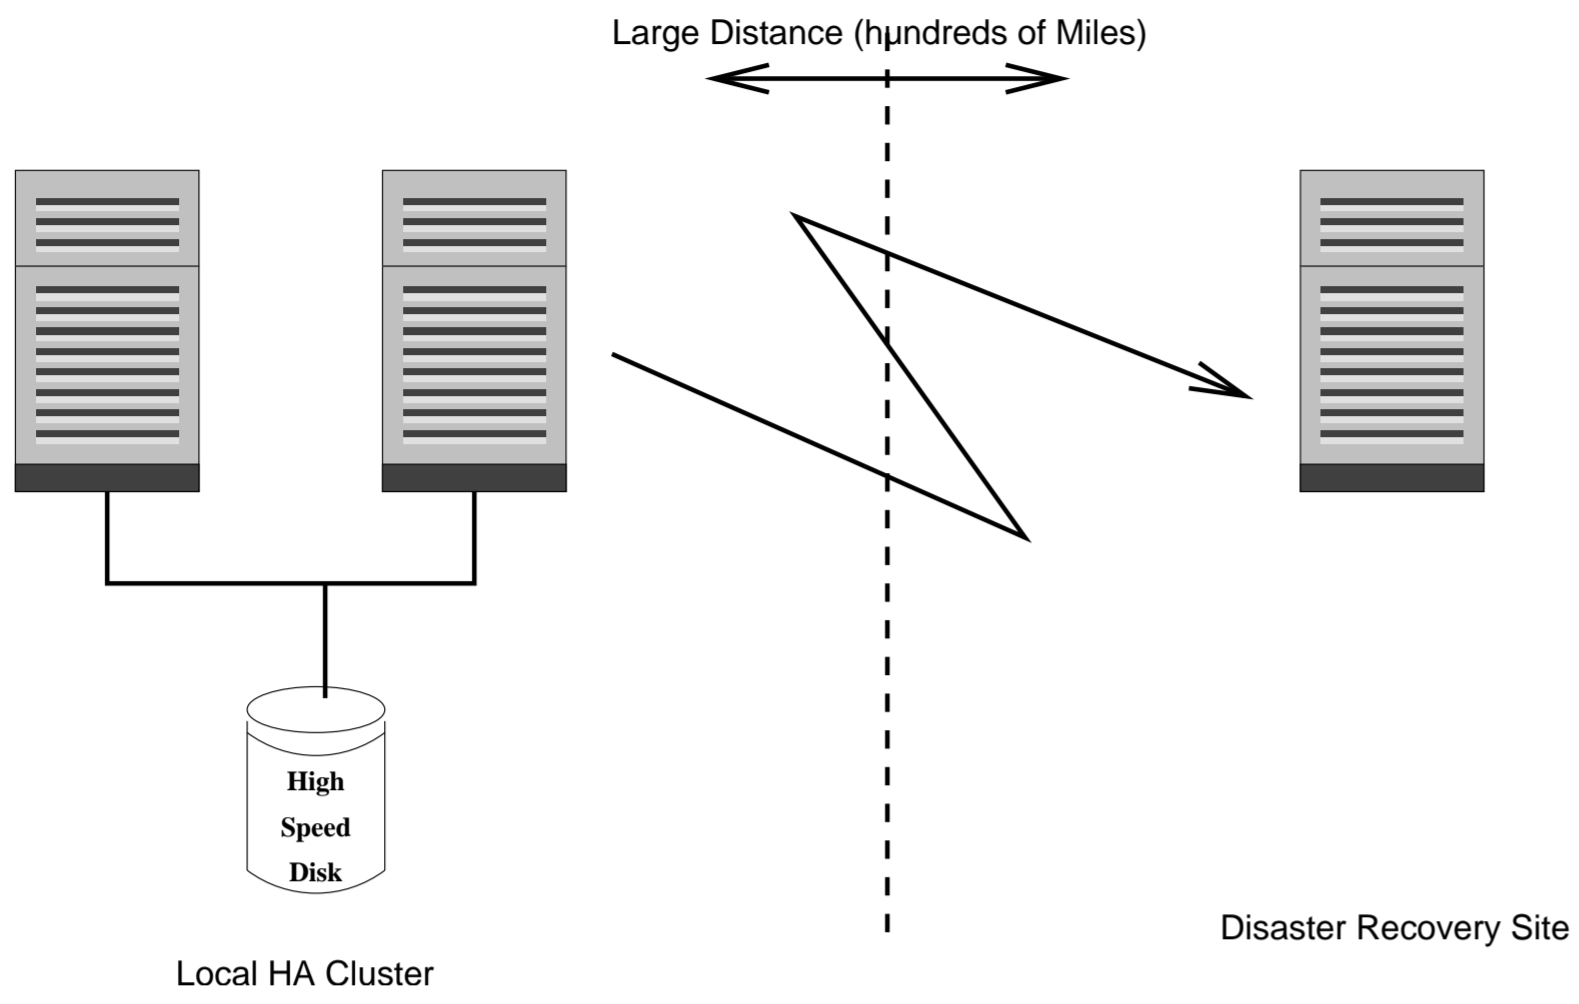 Large Distance (hundreds of Miles)
High
Speed
Disk
Disaster Recovery Site
Local HA Cluster